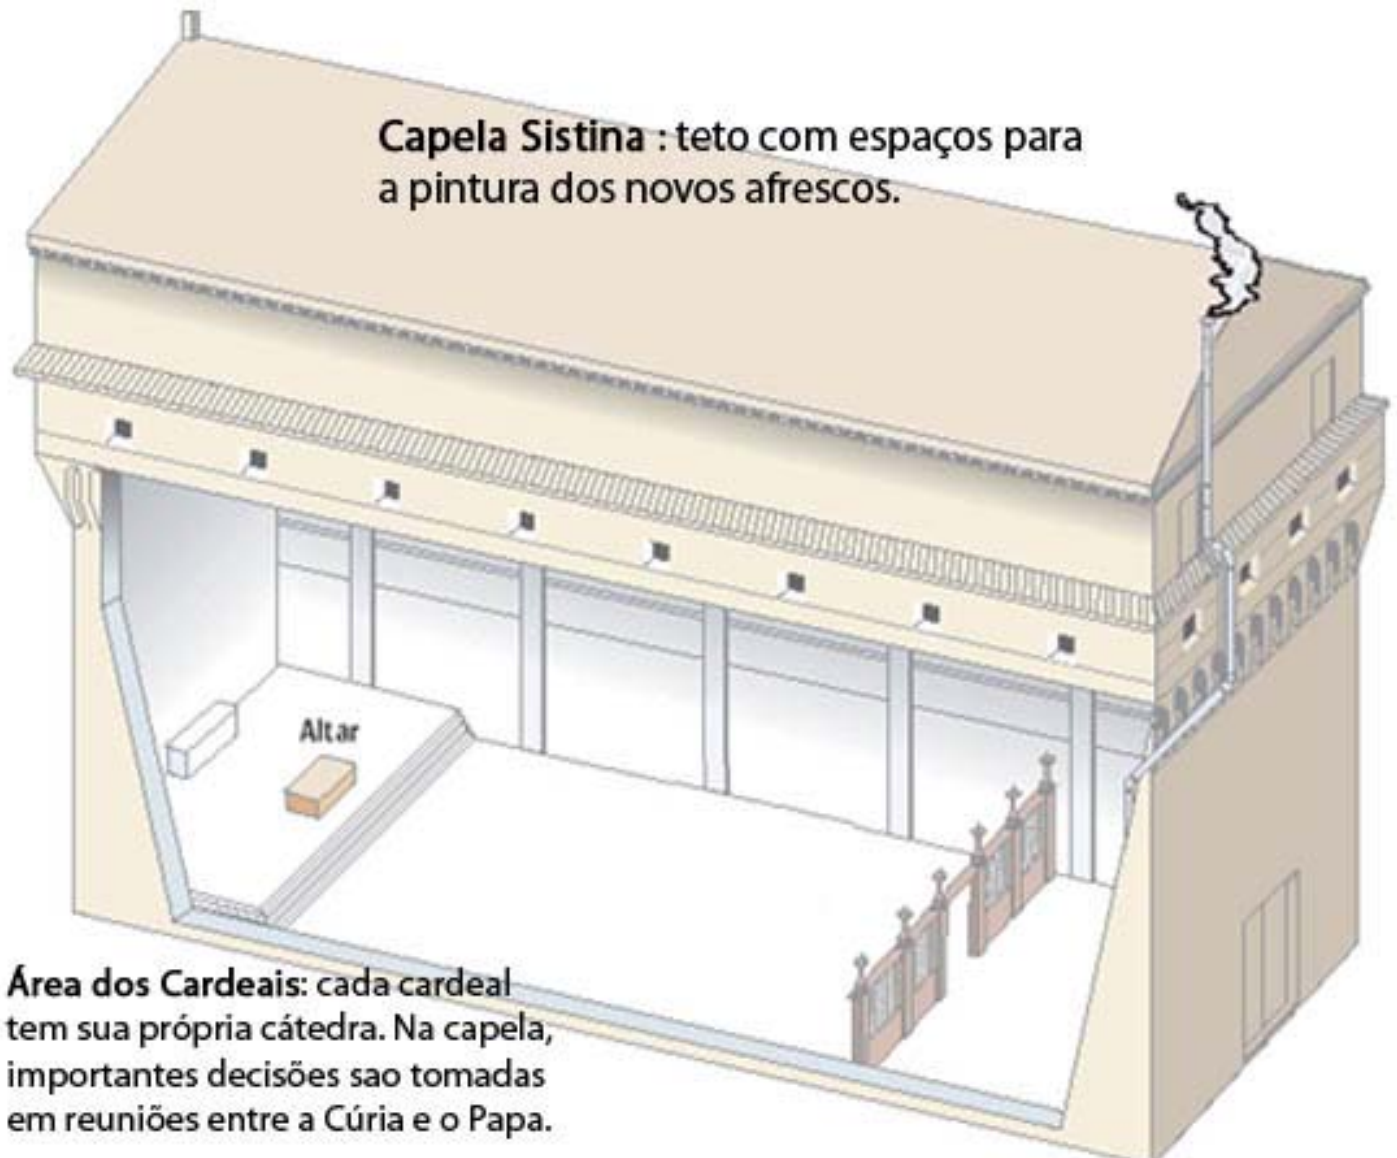 Capela Sistina : teto com espaços para
a pintura dos novos afrescos.
Altar
Área dos Cardeais: cada cardeal
tem sua própria cátedra. Na capela,
importantes decisões sao tomadas
em reuniões entre a Cúria e o Papa.